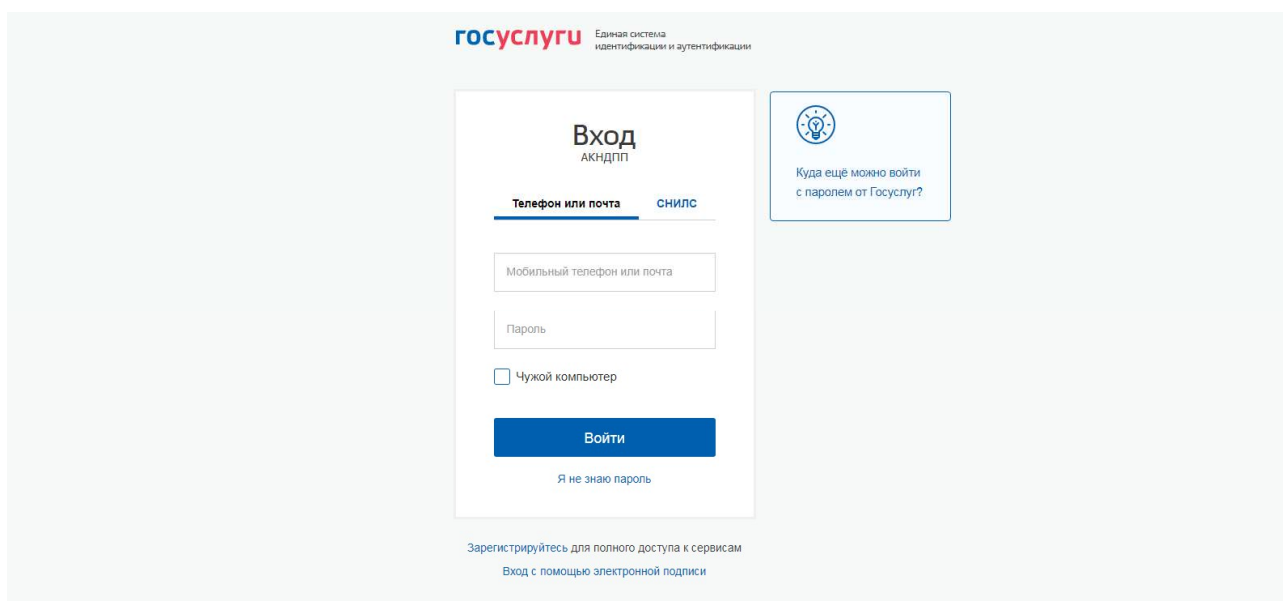 госуслуги
Единая система
идентификации и аутентификации
Вход
АКНДПП
Телефон или почта СНИЛС
Мобильный телефон или почта
Пароль
Чужой компьютер
Войти
Я не знаю пароль
Куда ещё можно войти
с паролем от Госуслуг?
Зарегистрируйтесь для полного доступа к сервисам
Вход с помощью электронной подписи